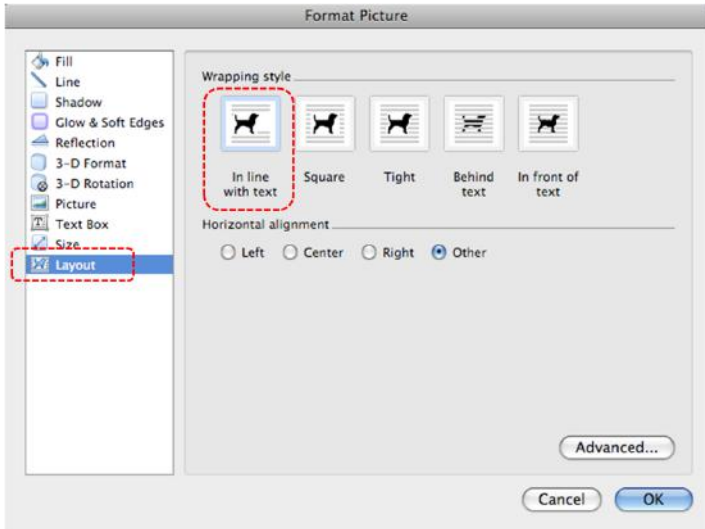 Format Picture
Fill
Line
Shadow
Glow & Soft Edges
Reflection
3-D Format
3-D Rotation
Picture
Text Box
Size
Layout
Wrapping style
In line
with text
Square
Tight
Behind
text
In front of
text
Horizontal alignment
Left
Center
Right
Other
Advanced...
Cancel
OK